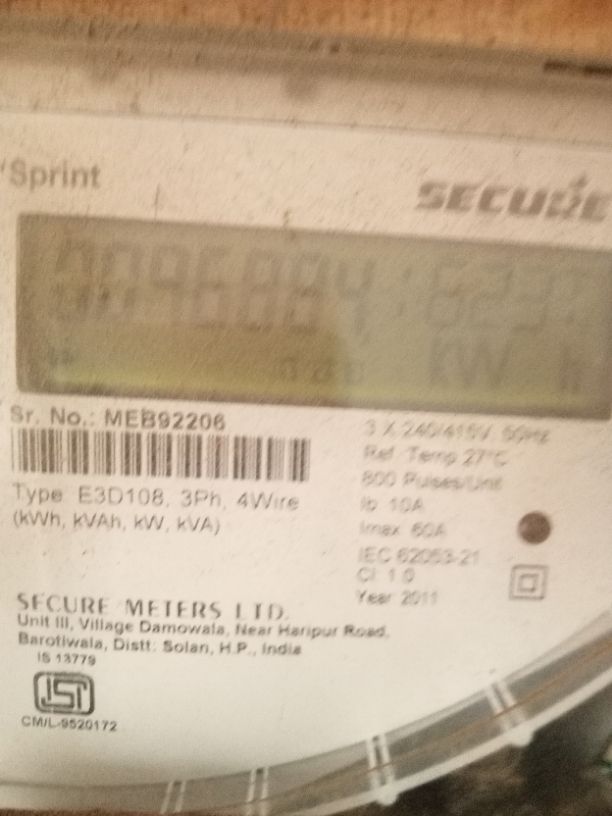 Sprint
SECURE
kW h
Sr. No.: MEB92206
3 X 240/415V, 50Hz
Ref. Temp 27°C
800 Pulses/Unit
Ib 10A
Imax 60A
IEC 62053-21
Cl 1.0
Year 2011
Type: E3D108, 3Ph, 4Wire
(kWh, kVAh, kW, kVA)
SECURE METERS LTD.
Unit III, Village Damowala, Near Haripur Road,
Barotiwala, Distt. Solan, H.P., India
IS 13779
ISI
CM/L-9520172